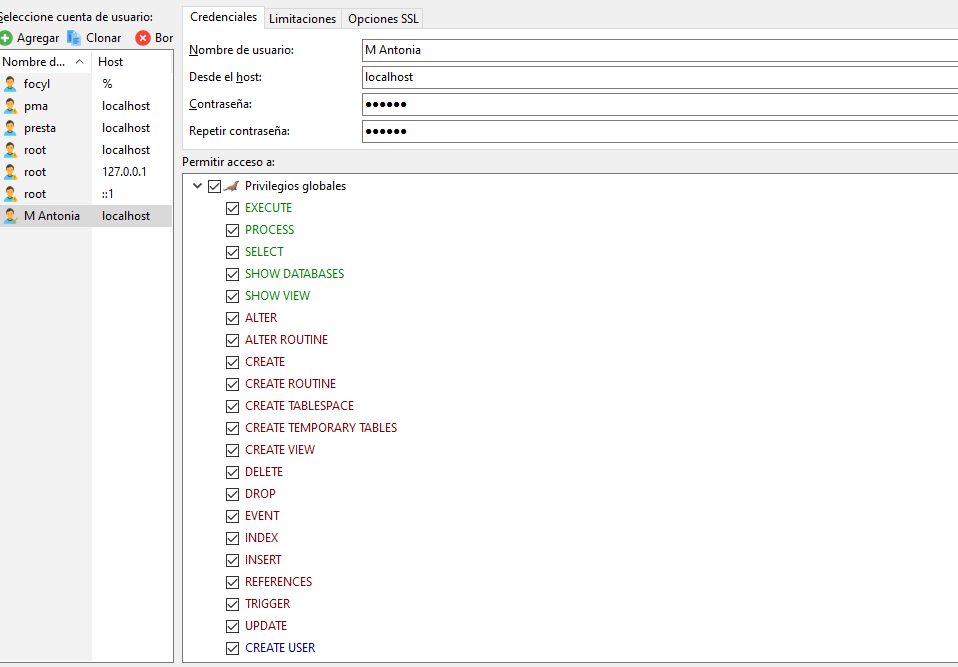 Seleccione cuenta de usuario:
Agregar Clonar Bor
Nombre d... Host
focyl %
pma localhost
presta localhost
root localhost
root 127.0.0.1
root ::1
M Antonia localhost
Credenciales Limitaciones Opciones SSL
Nombre de usuario: M Antonia
Desde el host: localhost
Contraseña: ●●●●●●
Repetir contraseña: ●●●●●●
Permitir acceso a:
Privilegios globales
EXECUTE
PROCESS
SELECT
SHOW DATABASES
SHOW VIEW
ALTER
ALTER ROUTINE
CREATE
CREATE ROUTINE
CREATE TABLESPACE
CREATE TEMPORARY TABLES
CREATE VIEW
DELETE
DROP
EVENT
INDEX
INSERT
REFERENCES
TRIGGER
UPDATE
CREATE USER